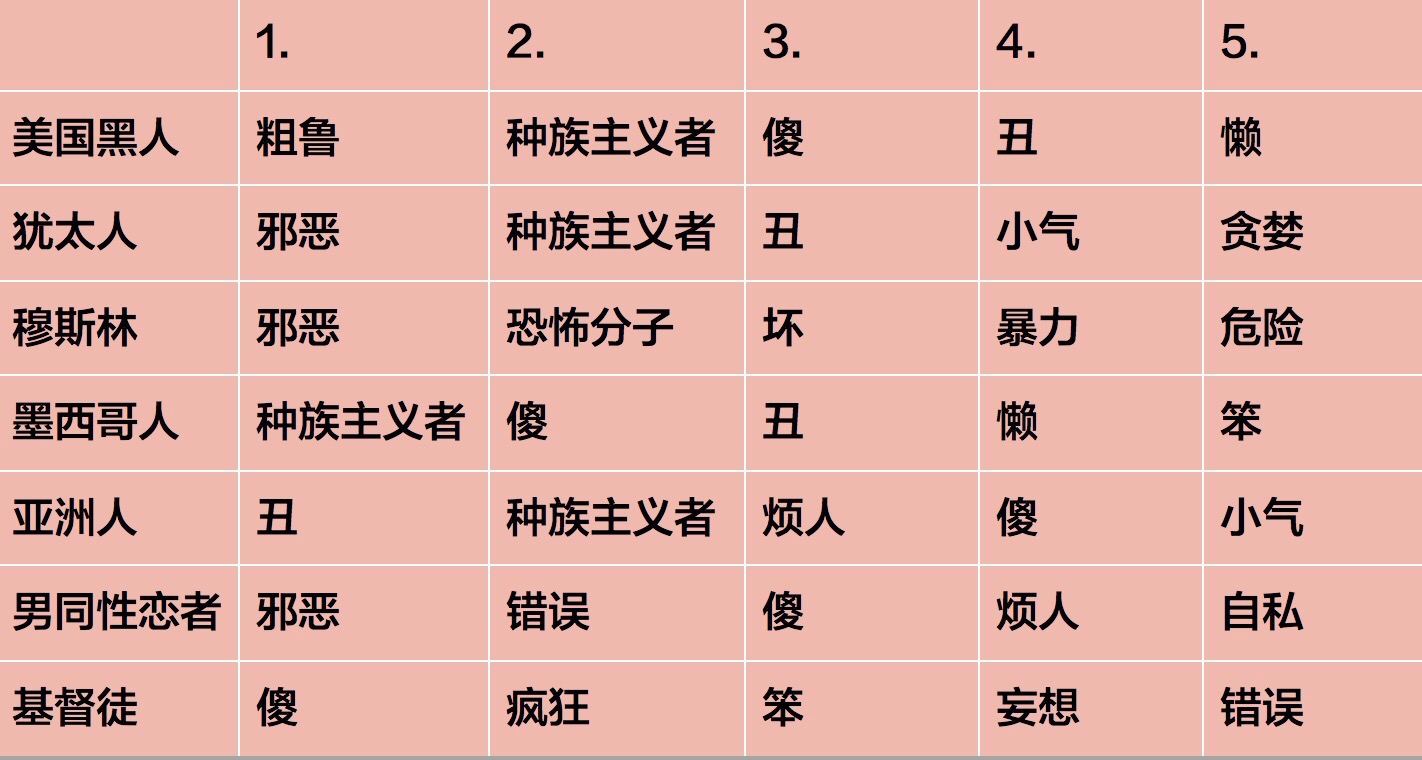 1. 2. 3. 4. 5.
美国黑人 粗鲁 种族主义者 傻 丑 懒
犹太人 邪恶 种族主义者 丑 小气 贪婪
穆斯林 邪恶 恐怖分子 坏 暴力 危险
墨西哥人 种族主义者 傻 丑 懒 笨
亚洲人 丑 种族主义者 烦人 傻 小气
男同性恋者 邪恶 错误 傻 烦人 自私
基督徒 傻 疯狂 笨 妄想 错误